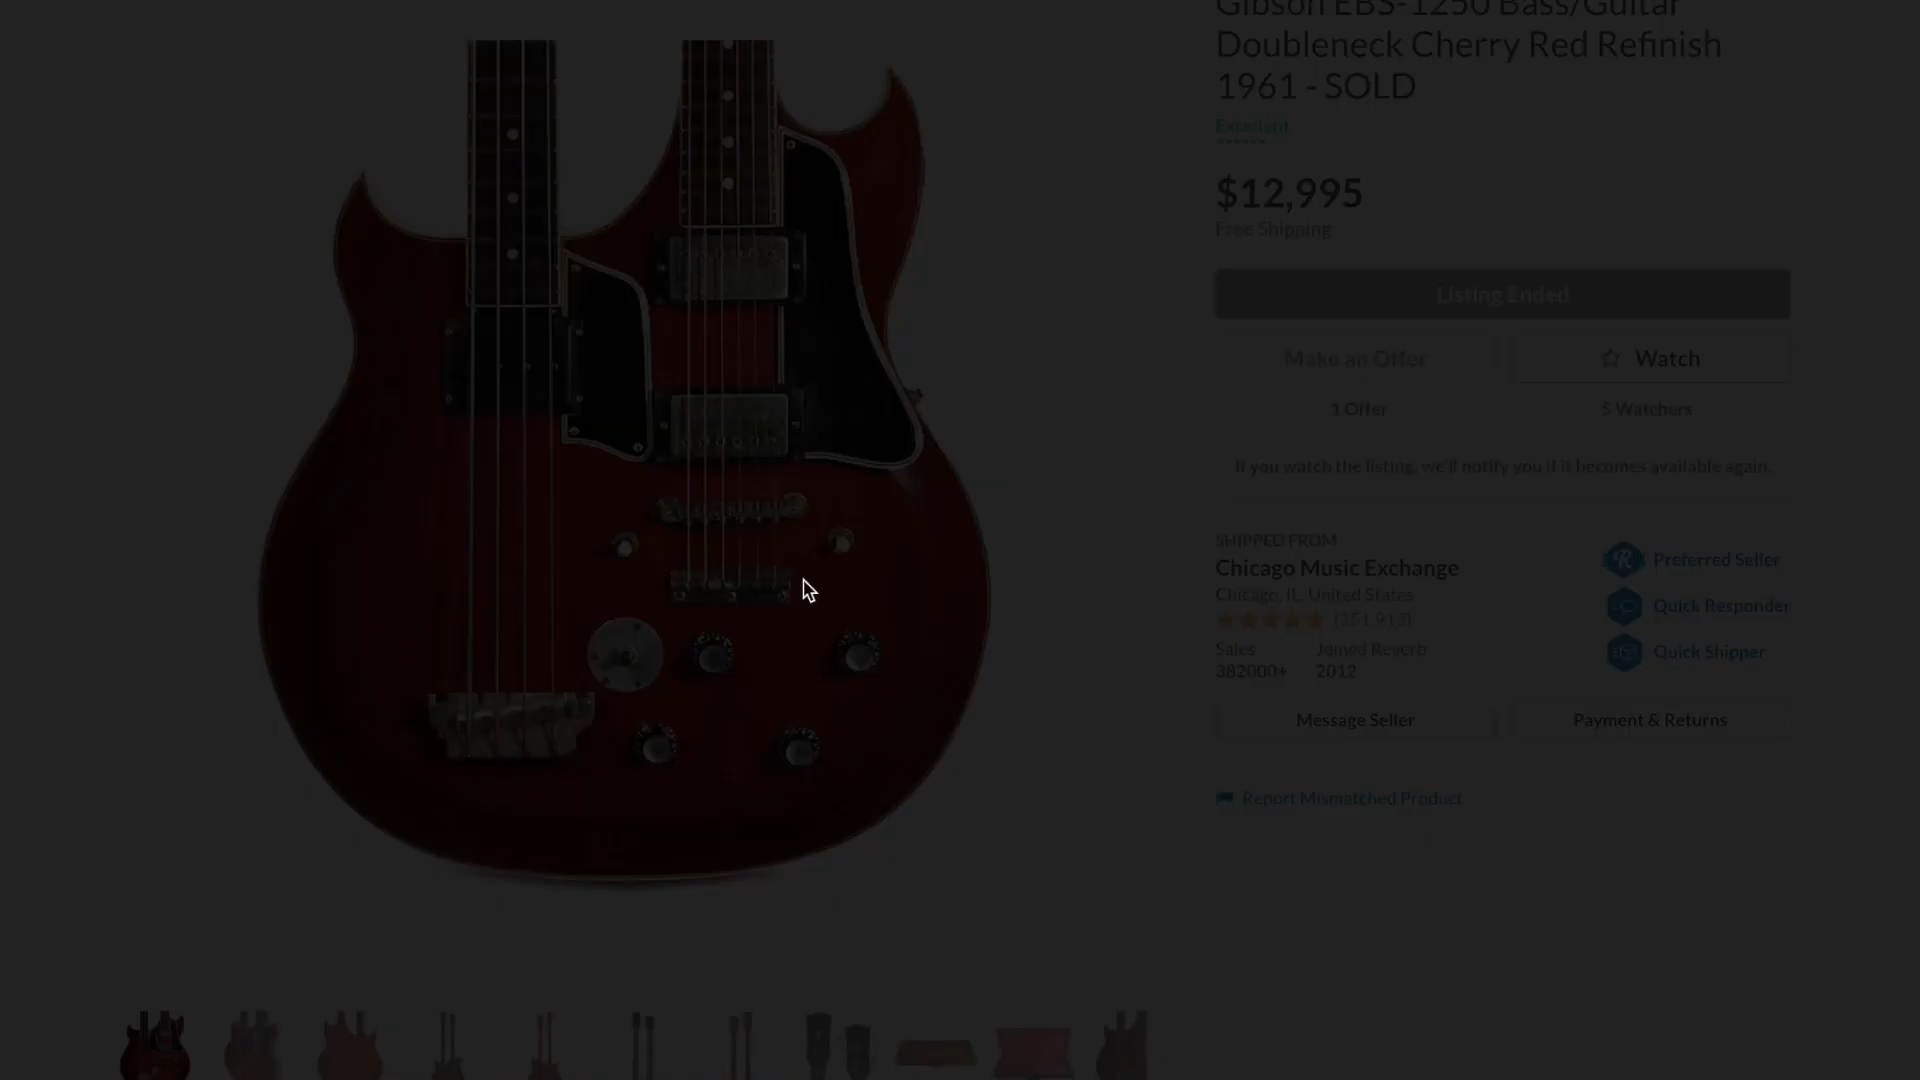 Gibson EBS-1250 Bass/Guitar
Doubleneck Cherry Red Refinish
1961 - SOLD
Excellent
$12,995
Free Shipping
Listing Ended
Make an Offer
Watch
1 Offer
5 Watchers
If you watch the listing, we'll notify you if it becomes available again.
SHIPPED FROM
Chicago Music Exchange
Chicago, IL, United States
(351,913)
Sales
Joined Reverb
382000+
2012
Preferred Seller
Quick Responder
Quick Shipper
Message Seller
Payment & Returns
Report Mismatched Product